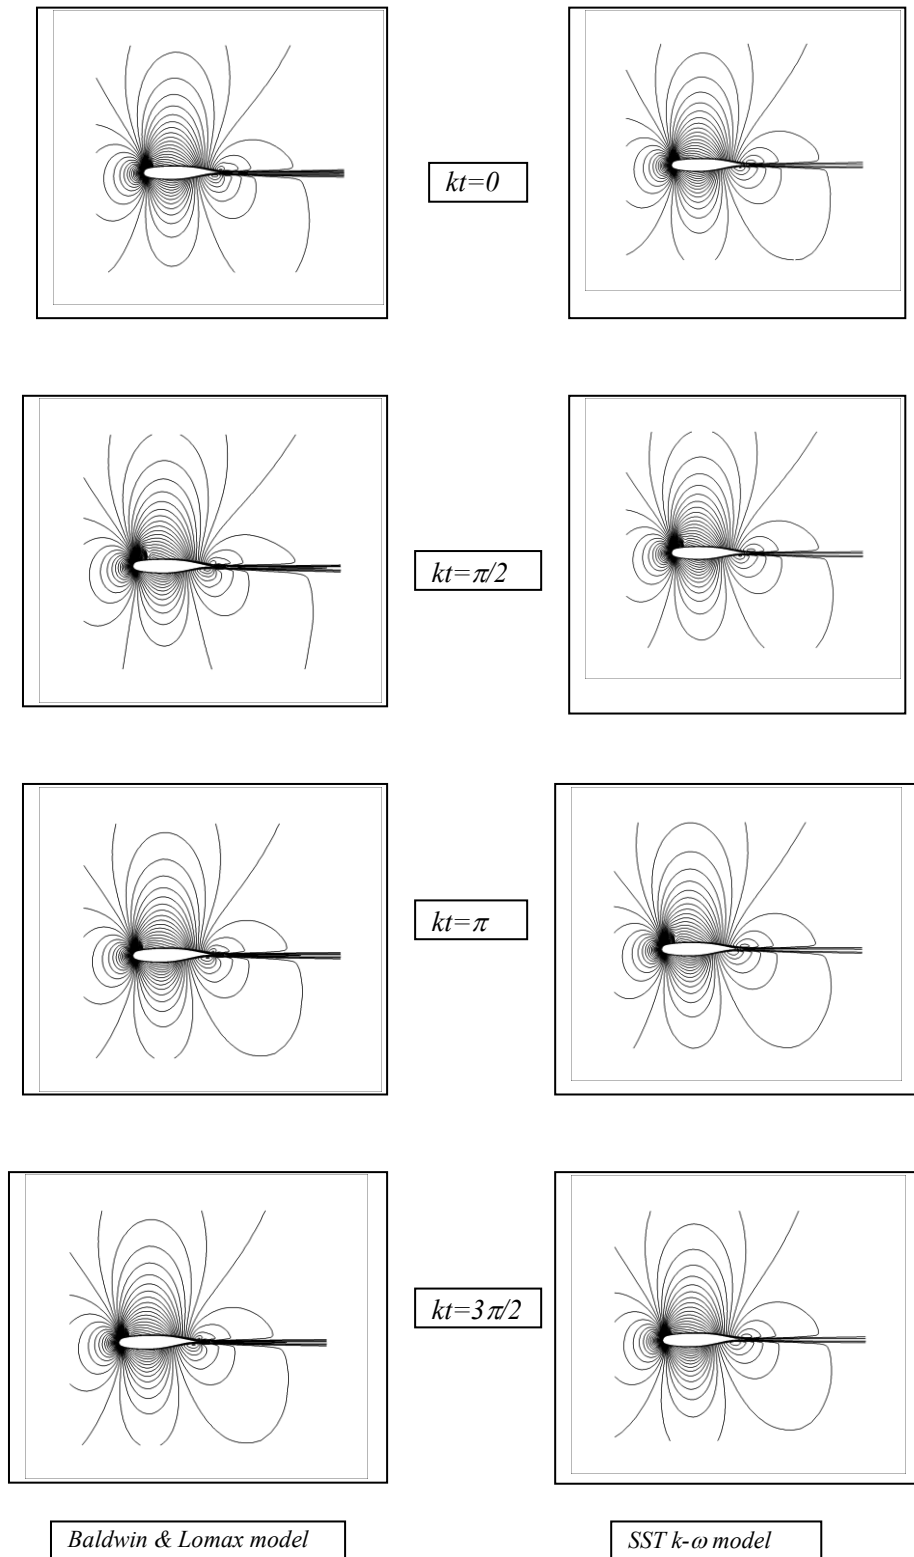 kt=0
kt=π/2
kt=π
kt=3π/2
Baldwin & Lomax model
SST k-ω model